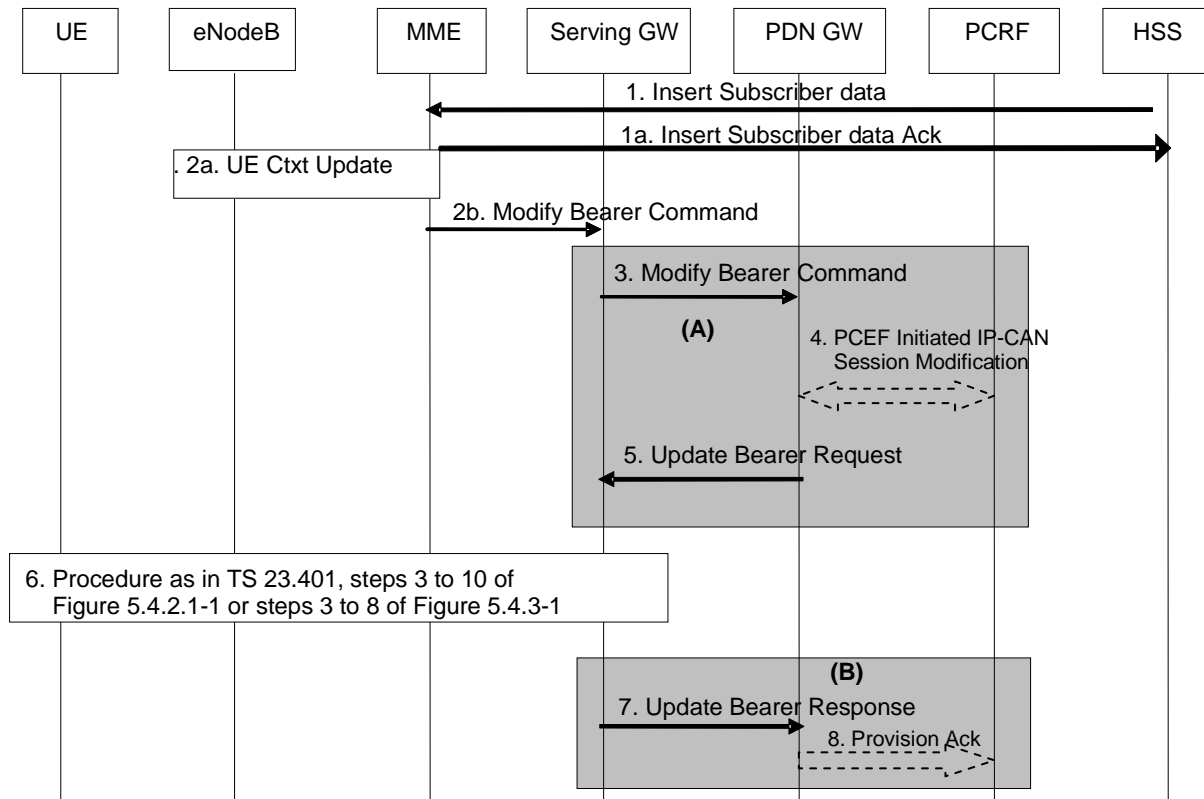 UE
eNodeB
MME
Serving GW
PDN GW
PCRF
HSS
1. Insert Subscriber data
1a. Insert Subscriber data Ack
. 2a. UE Ctxt Update
2b. Modify Bearer Command
3. Modify Bearer Command
(A)
4. PCEF Initiated IP-CAN
Session Modification
5. Update Bearer Request
6. Procedure as in TS 23.401, steps 3 to 10 of
Figure 5.4.2.1-1 or steps 3 to 8 of Figure 5.4.3-1
(B)
7. Update Bearer Response
8. Provision Ack